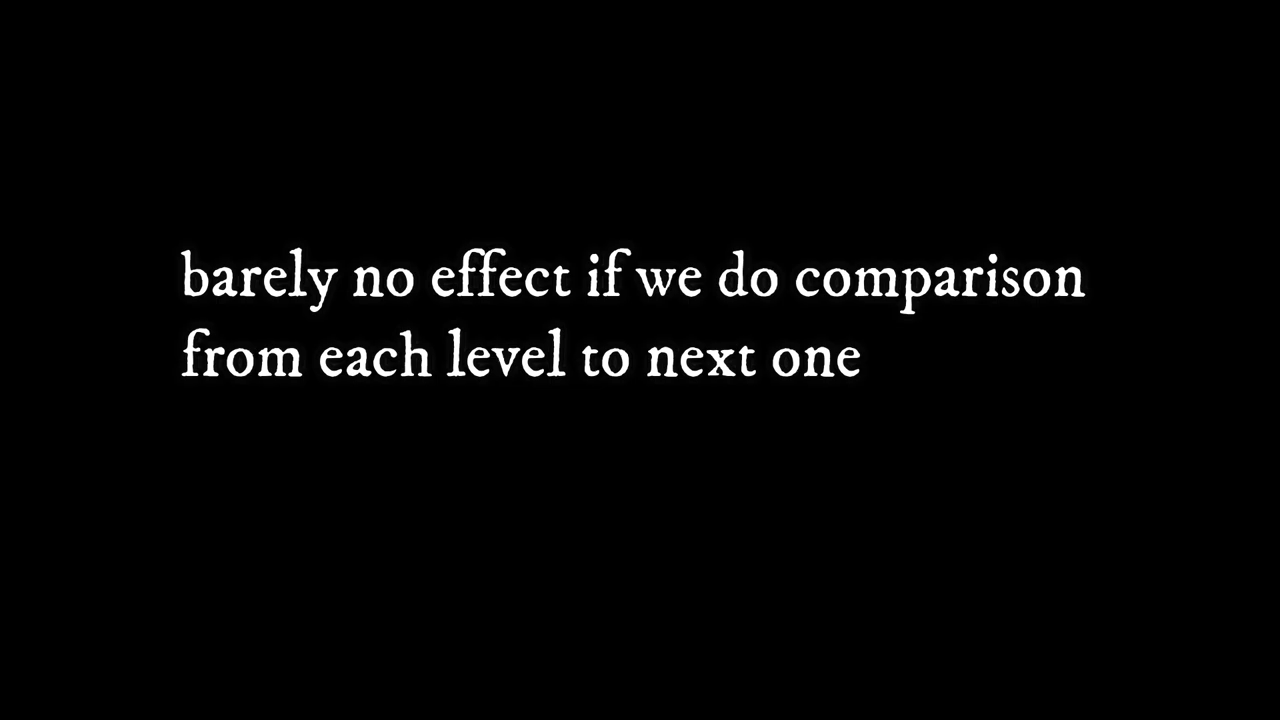 barely no effect if we do comparison
from each level to next one